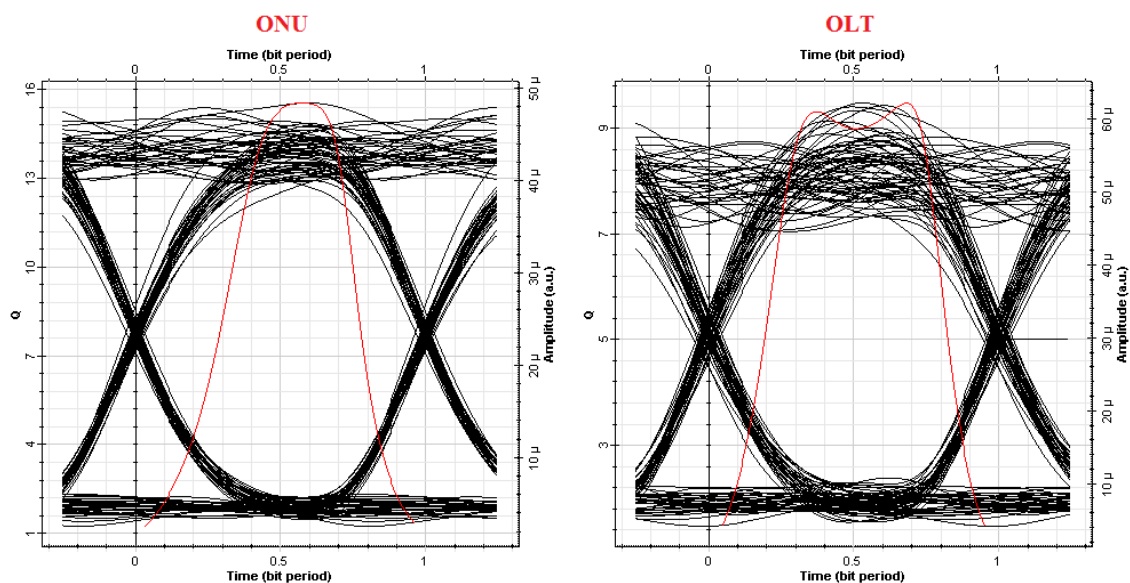 ONU
Time (bit period)
0 0.5 1
Q
1 4 7 10 13 16
10 µ 20 µ 30 µ 40 µ 50 µ
Amplitude (a.u.)
0 0.5 1
Time (bit period)
OLT
Time (bit period)
0 0.5 1
Q
3 5 7 9
10 µ 20 µ 30 µ 40 µ 50 µ 60 µ
Amplitude (a.u.)
0 0.5 1
Time (bit period)